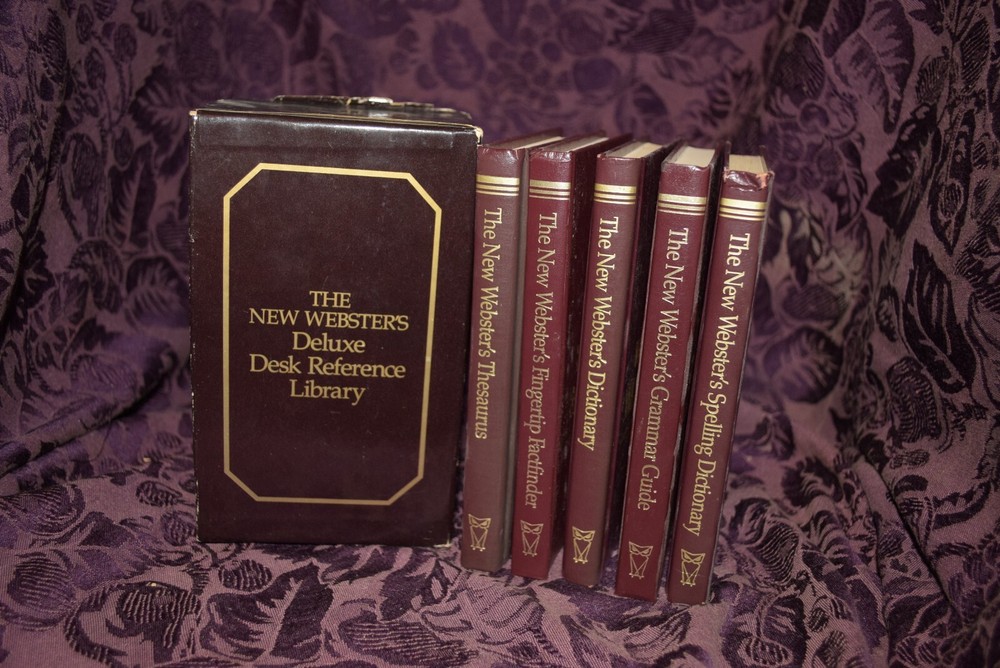 THE
NEW WEBSTER'S
Deluxe
Desk Reference
Library
The New Webster's Thesaurus
The New Webster's Fingertip Factfinder
The New Webster's Dictionary
The New Webster's Grammar Guide
The New Webster's Spelling Dictionary